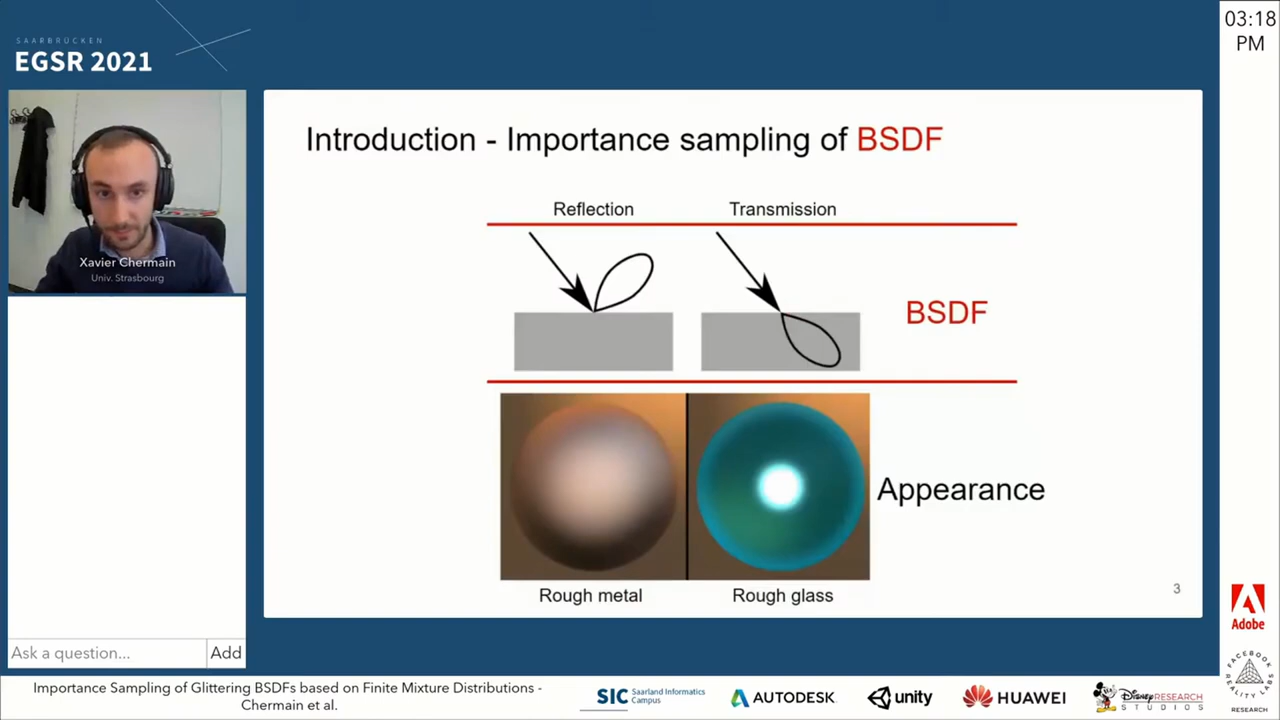 SAARBRÜCKEN
EGSR 2021
03:18
PM
Xavier Chermain
Univ. Strasbourg
Introduction - Importance sampling of BSDF
Reflection
Transmission
BSDF
Appearance
Rough metal
Rough glass
3
Ask a question...
Add
Adobe
FACEBOOK
REALITY LABS
RESEARCH
Importance Sampling of Glittering BSDFs based on Finite Mixture Distributions -
Chermain et al.
SIC Saarland Informatics
Campus
AUTODESK
unity
HUAWEI
Disney RESEARCH
STUDIOS